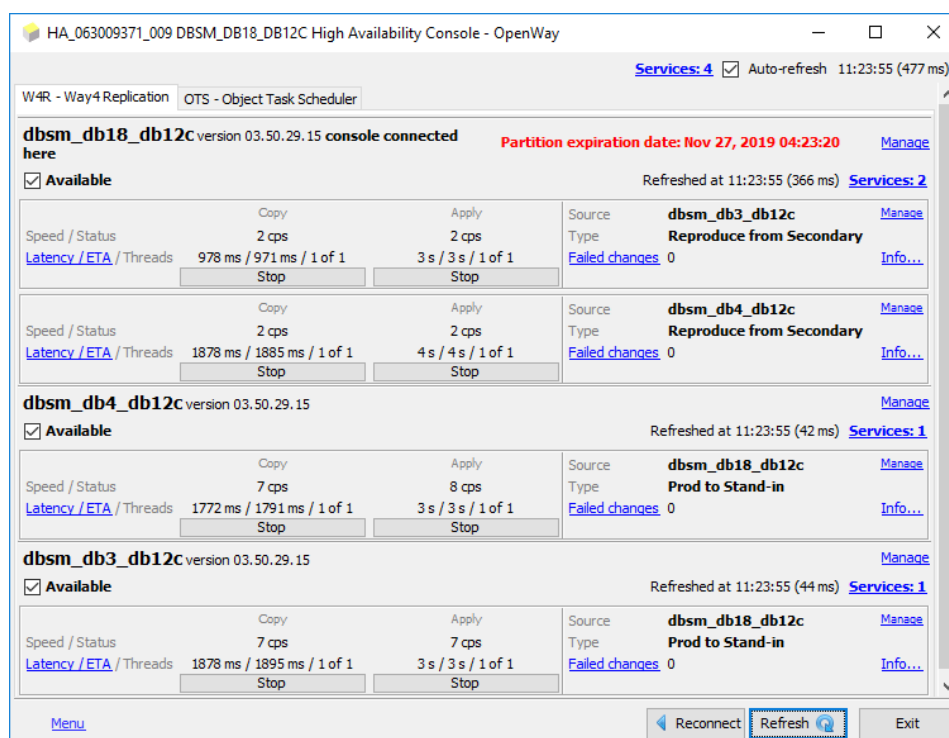 HA_063009371_009 DBSM_DB18_DB12C High Availability Console - OpenWay
Services: 4 Auto-refresh 11:23:55 (477 ms)
W4R - Way4 Replication OTS - Object Task Scheduler
dbsm_db18_db12c version 03.50.29.15 console connected
here
Partition expiration date: Nov 27, 2019 04:23:20 Manage
Available Refreshed at 11:23:55 (366 ms) Services: 2
Copy Apply Source dbsm_db3_db12c Manage
Speed / Status 2 cps 2 cps Type Reproduce from Secondary
Latency / ETA / Threads 978 ms / 971 ms / 1 of 1 3 s / 3 s / 1 of 1 Failed changes 0 Info...
Stop Stop
Copy Apply Source dbsm_db4_db12c Manage
Speed / Status 2 cps 2 cps Type Reproduce from Secondary
Latency / ETA / Threads 1878 ms / 1885 ms / 1 of 1 4 s / 4 s / 1 of 1 Failed changes 0 Info...
Stop Stop
dbsm_db4_db12c version 03.50.29.15 Manage
Available Refreshed at 11:23:55 (42 ms) Services: 1
Copy Apply Source dbsm_db18_db12c Manage
Speed / Status 7 cps 8 cps Type Prod to Stand-in
Latency / ETA / Threads 1772 ms / 1791 ms / 1 of 1 3 s / 3 s / 1 of 1 Failed changes 0 Info...
Stop Stop
dbsm_db3_db12c version 03.50.29.15 Manage
Available Refreshed at 11:23:55 (44 ms) Services: 1
Copy Apply Source dbsm_db18_db12c Manage
Speed / Status 7 cps 7 cps Type Prod to Stand-in
Latency / ETA / Threads 1878 ms / 1895 ms / 1 of 1 3 s / 3 s / 1 of 1 Failed changes 0 Info...
Stop Stop
Menu Reconnect Refresh Exit